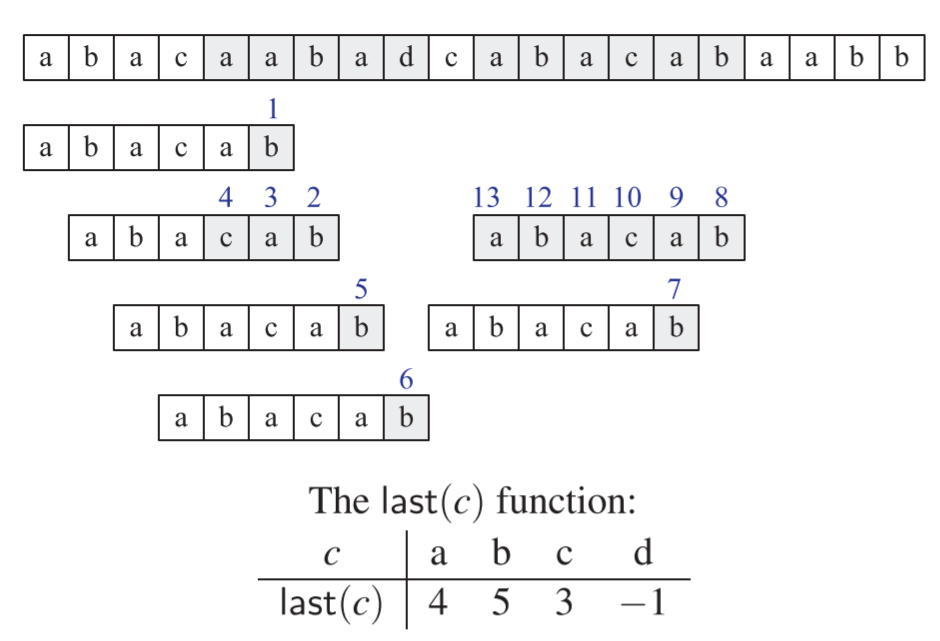 a b a c a a b a d c a b a c a b a a b b
1
a b a c a b
4 3 2 13 12 11 10 9 8
a b a c a b a b a c a b
5 7
a b a c a b a b a c a b
6
a b a c a b
The last(c) function:
c a b c d
last(c) 4 5 3 −1